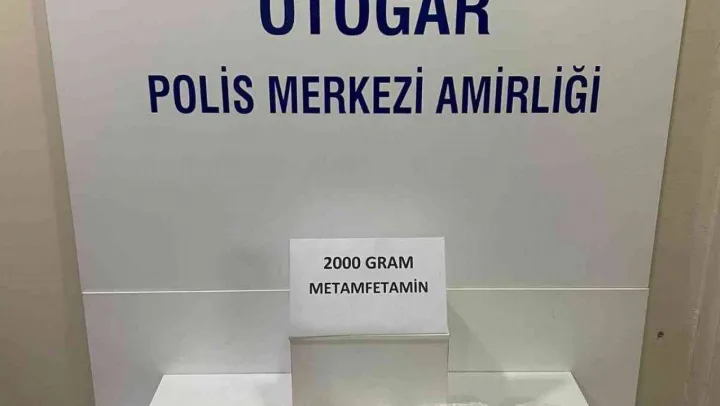 OTOGAR
POLİS MERKEZİ AMİRLİĞİ
2000 GRAM
METAMFETAMİN